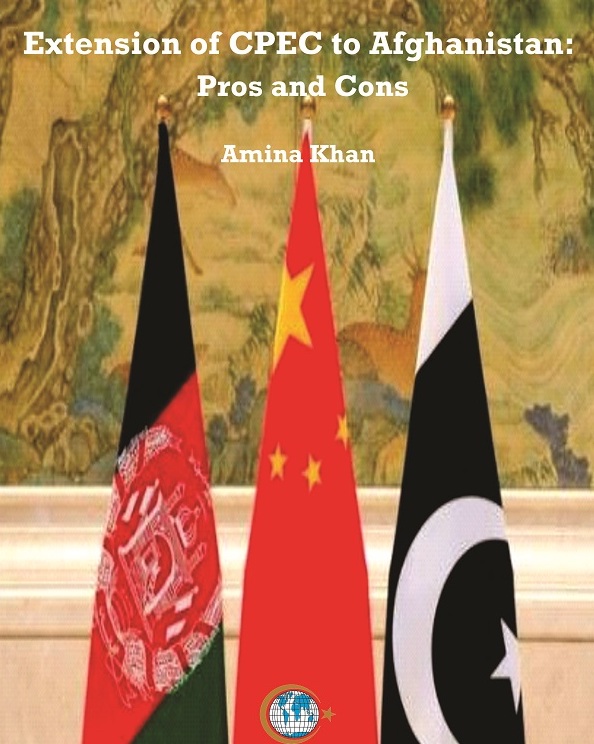 Extension of CPEC to Afghanistan:
Pros and Cons
Amina Khan